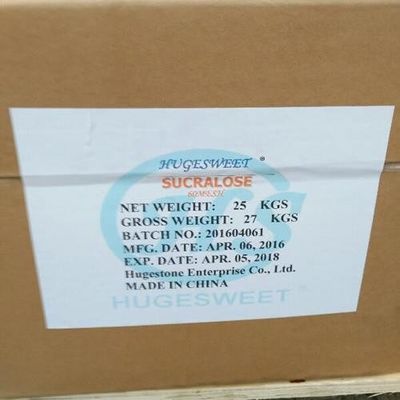 HUGESWEET ®
SUCRALOSE
60MESH
NET WEIGHT: 25 KGS
GROSS WEIGHT: 27 KGS
BATCH NO.: 201604061
MFG. DATE: APR. 06, 2016
EXP. DATE: APR. 05, 2018
Hugestone Enterprise Co., Ltd.
MADE IN CHINA
HUGESWEET